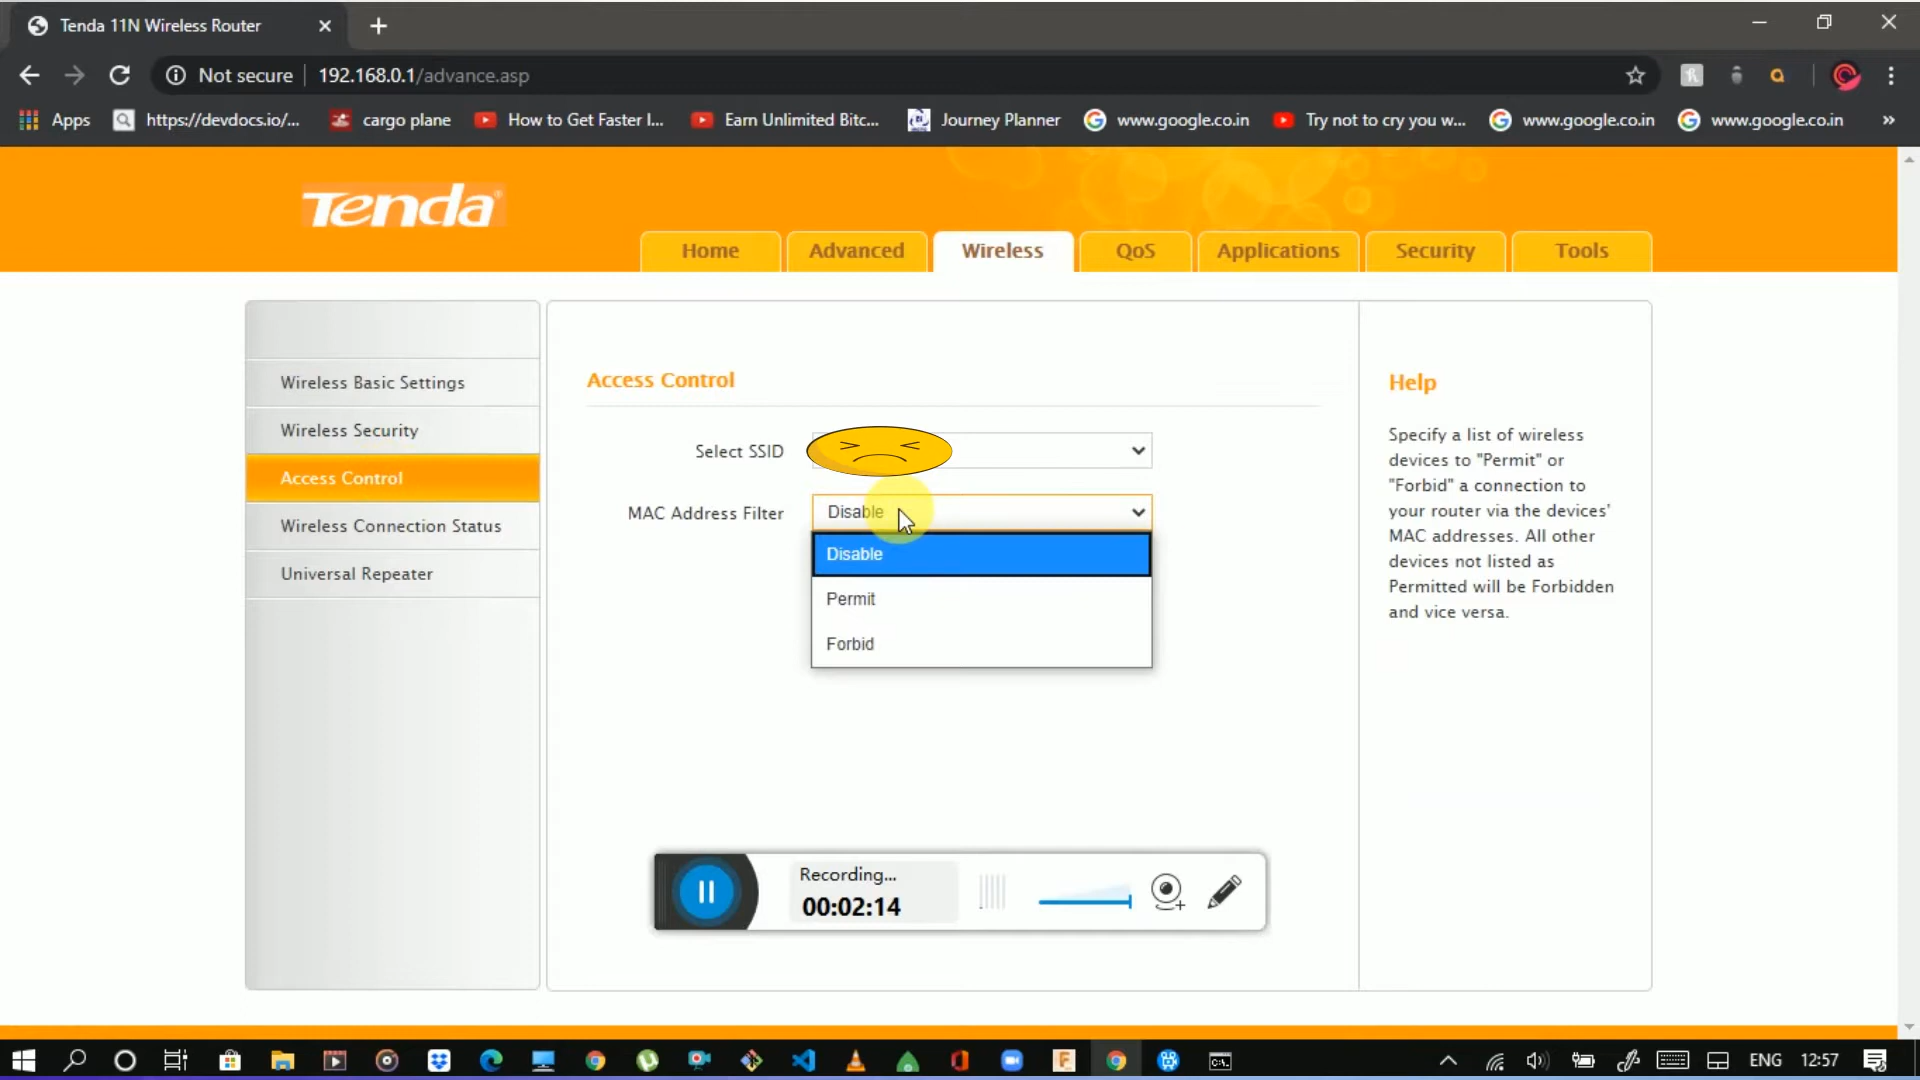 Tenda 11N Wireless Router
Not secure
192.168.0.1/advance.asp
Apps
https://devdocs.io/...
cargo plane
How to Get Faster I...
Earn Unlimited Bitc...
Journey Planner
www.google.co.in
Try not to cry you w...
www.google.co.in
www.google.co.in
»
Tenda®
Home
Advanced
Wireless
QoS
Applications
Security
Tools
Wireless Basic Settings
Wireless Security
Access Control
Wireless Connection Status
Universal Repeater
Access Control
Select SSID
MAC Address Filter
Disable
Disable
Permit
Forbid
Help
Specify a list of wireless
devices to "Permit" or
"Forbid" a connection to
your router via the devices'
MAC addresses. All other
devices not listed as
Permitted will be Forbidden
and vice versa.
Recording...
00:02:14
ENG
12:57